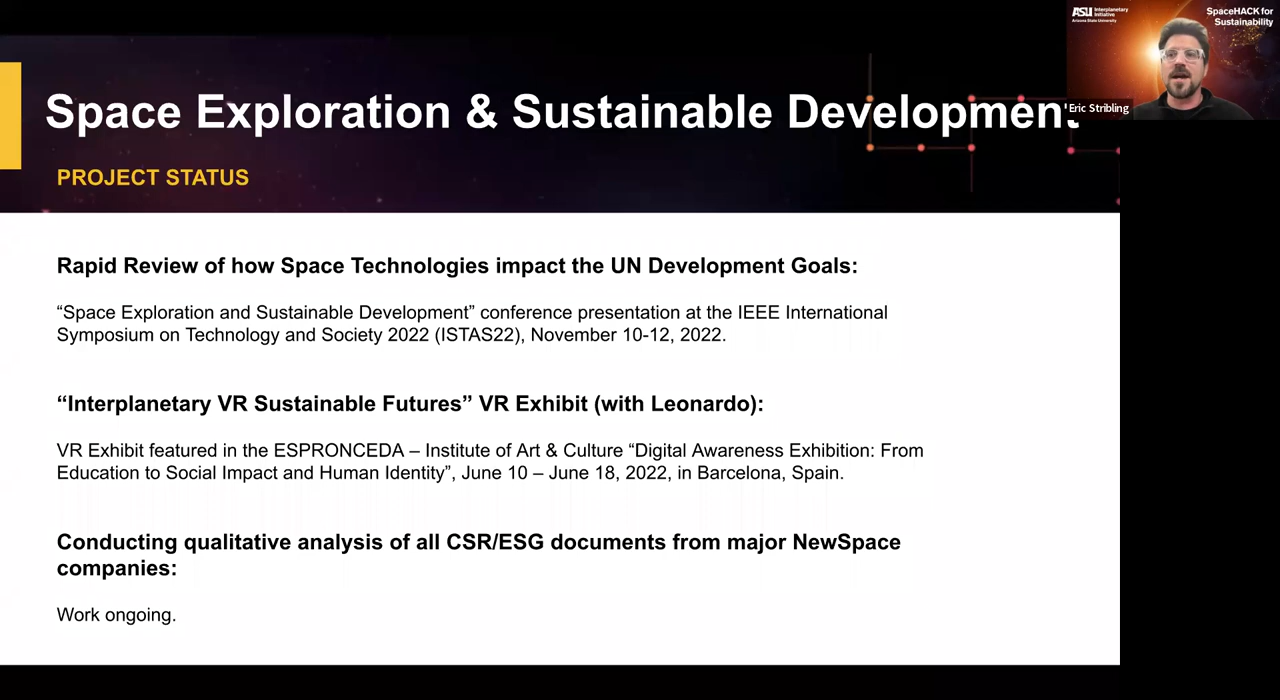 Space Exploration & Sustainable Development
PROJECT STATUS
ASU Interplanetary
Initiative
Arizona State University
SpaceHACK for
Sustainability
Eric Stribling
Rapid Review of how Space Technologies impact the UN Development Goals:
“Space Exploration and Sustainable Development” conference presentation at the IEEE International
Symposium on Technology and Society 2022 (ISTAS22), November 10-12, 2022.
“Interplanetary VR Sustainable Futures” VR Exhibit (with Leonardo):
VR Exhibit featured in the ESPRONCEDA – Institute of Art & Culture “Digital Awareness Exhibition: From
Education to Social Impact and Human Identity”, June 10 – June 18, 2022, in Barcelona, Spain.
Conducting qualitative analysis of all CSR/ESG documents from major NewSpace
companies:
Work ongoing.